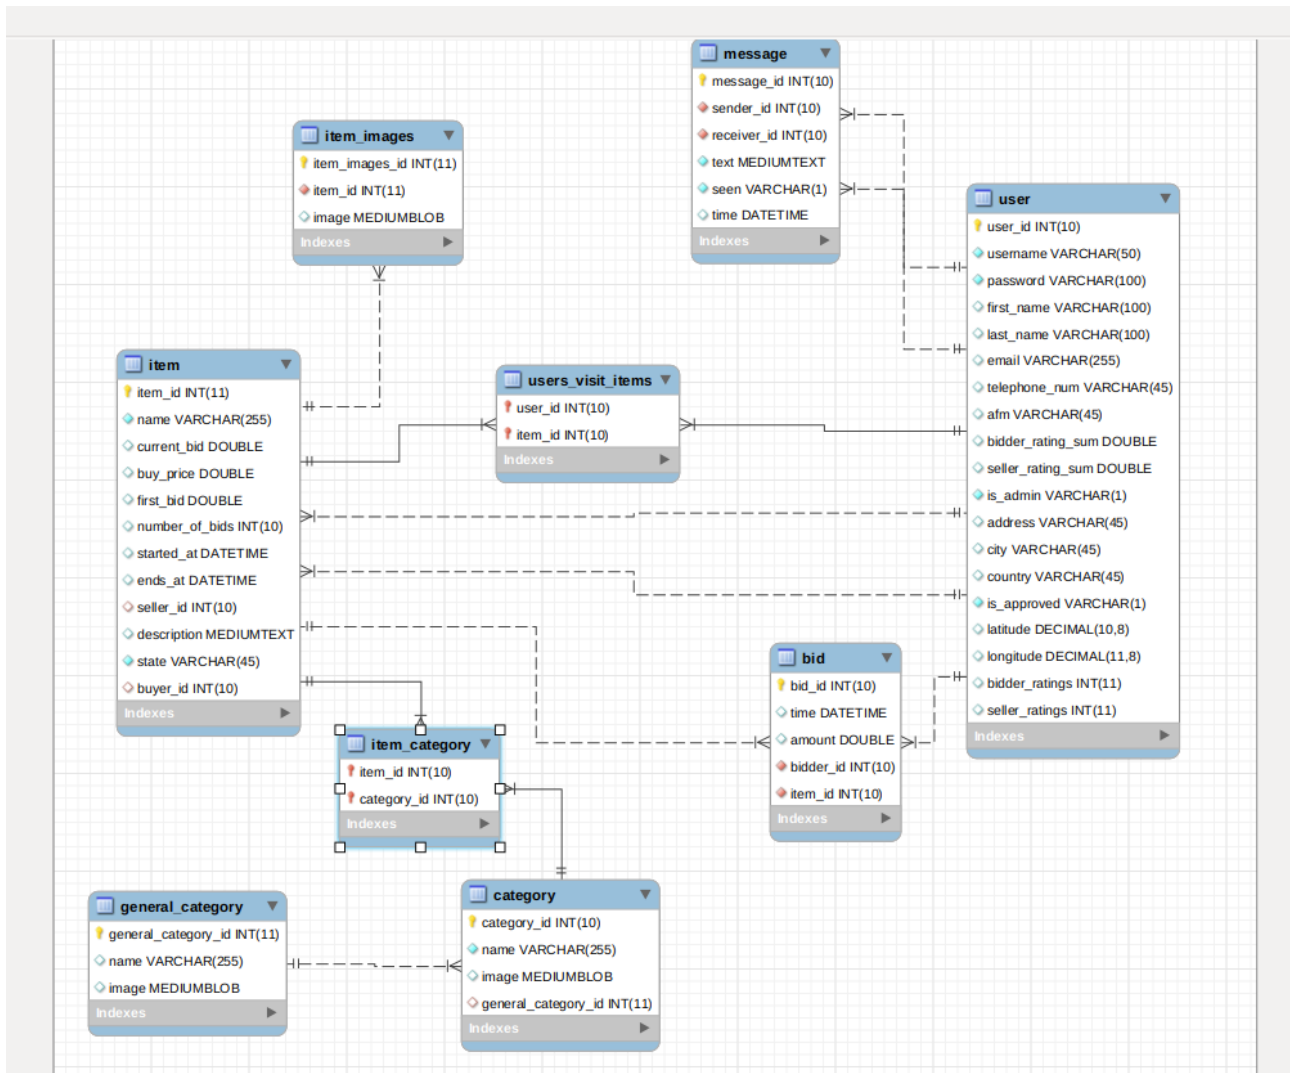 message
message_id INT(10)
sender_id INT(10)
receiver_id INT(10)
text MEDIUMTEXT
seen VARCHAR(1)
time DATETIME
Indexes
item_images
item_images_id INT(11)
item_id INT(11)
image MEDIUMBLOB
Indexes
user
user_id INT(10)
username VARCHAR(50)
password VARCHAR(100)
first_name VARCHAR(100)
last_name VARCHAR(100)
email VARCHAR(255)
telephone_num VARCHAR(45)
afm VARCHAR(45)
bidder_rating_sum DOUBLE
seller_rating_sum DOUBLE
is_admin VARCHAR(1)
address VARCHAR(45)
city VARCHAR(45)
country VARCHAR(45)
is_approved VARCHAR(1)
latitude DECIMAL(10,8)
longitude DECIMAL(11,8)
bidder_ratings INT(11)
seller_ratings INT(11)
Indexes
item
item_id INT(11)
name VARCHAR(255)
current_bid DOUBLE
buy_price DOUBLE
first_bid DOUBLE
number_of_bids INT(10)
started_at DATETIME
ends_at DATETIME
seller_id INT(10)
description MEDIUMTEXT
state VARCHAR(45)
buyer_id INT(10)
Indexes
users_visit_items
user_id INT(10)
item_id INT(10)
Indexes
bid
bid_id INT(10)
time DATETIME
amount DOUBLE
bidder_id INT(10)
item_id INT(10)
Indexes
item_category
item_id INT(10)
category_id INT(10)
Indexes
general_category
general_category_id INT(11)
name VARCHAR(255)
image MEDIUMBLOB
Indexes
category
category_id INT(10)
name VARCHAR(255)
image MEDIUMBLOB
general_category_id INT(11)
Indexes